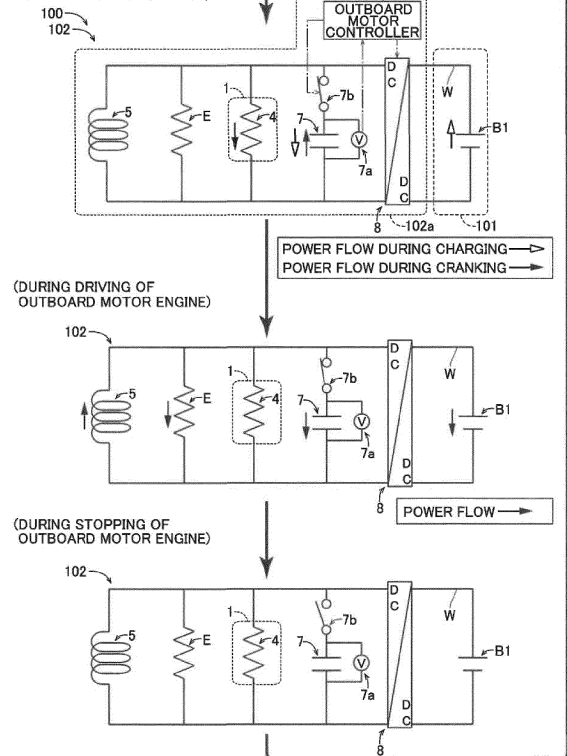 100
102
OUTBOARD
MOTOR
CONTROLLER
D
C
1
7b
W
5
E
4
7
V
B1
7a
D
C
8
102a
101
POWER FLOW DURING CHARGING
POWER FLOW DURING CRANKING
(DURING DRIVING OF
OUTBOARD MOTOR ENGINE)
102
D
C
1
7b
W
5
E
4
7
V
B1
7a
D
C
8
POWER FLOW
(DURING STOPPING OF
OUTBOARD MOTOR ENGINE)
102
D
C
1
7b
W
5
E
4
7
V
B1
7a
D
C
8